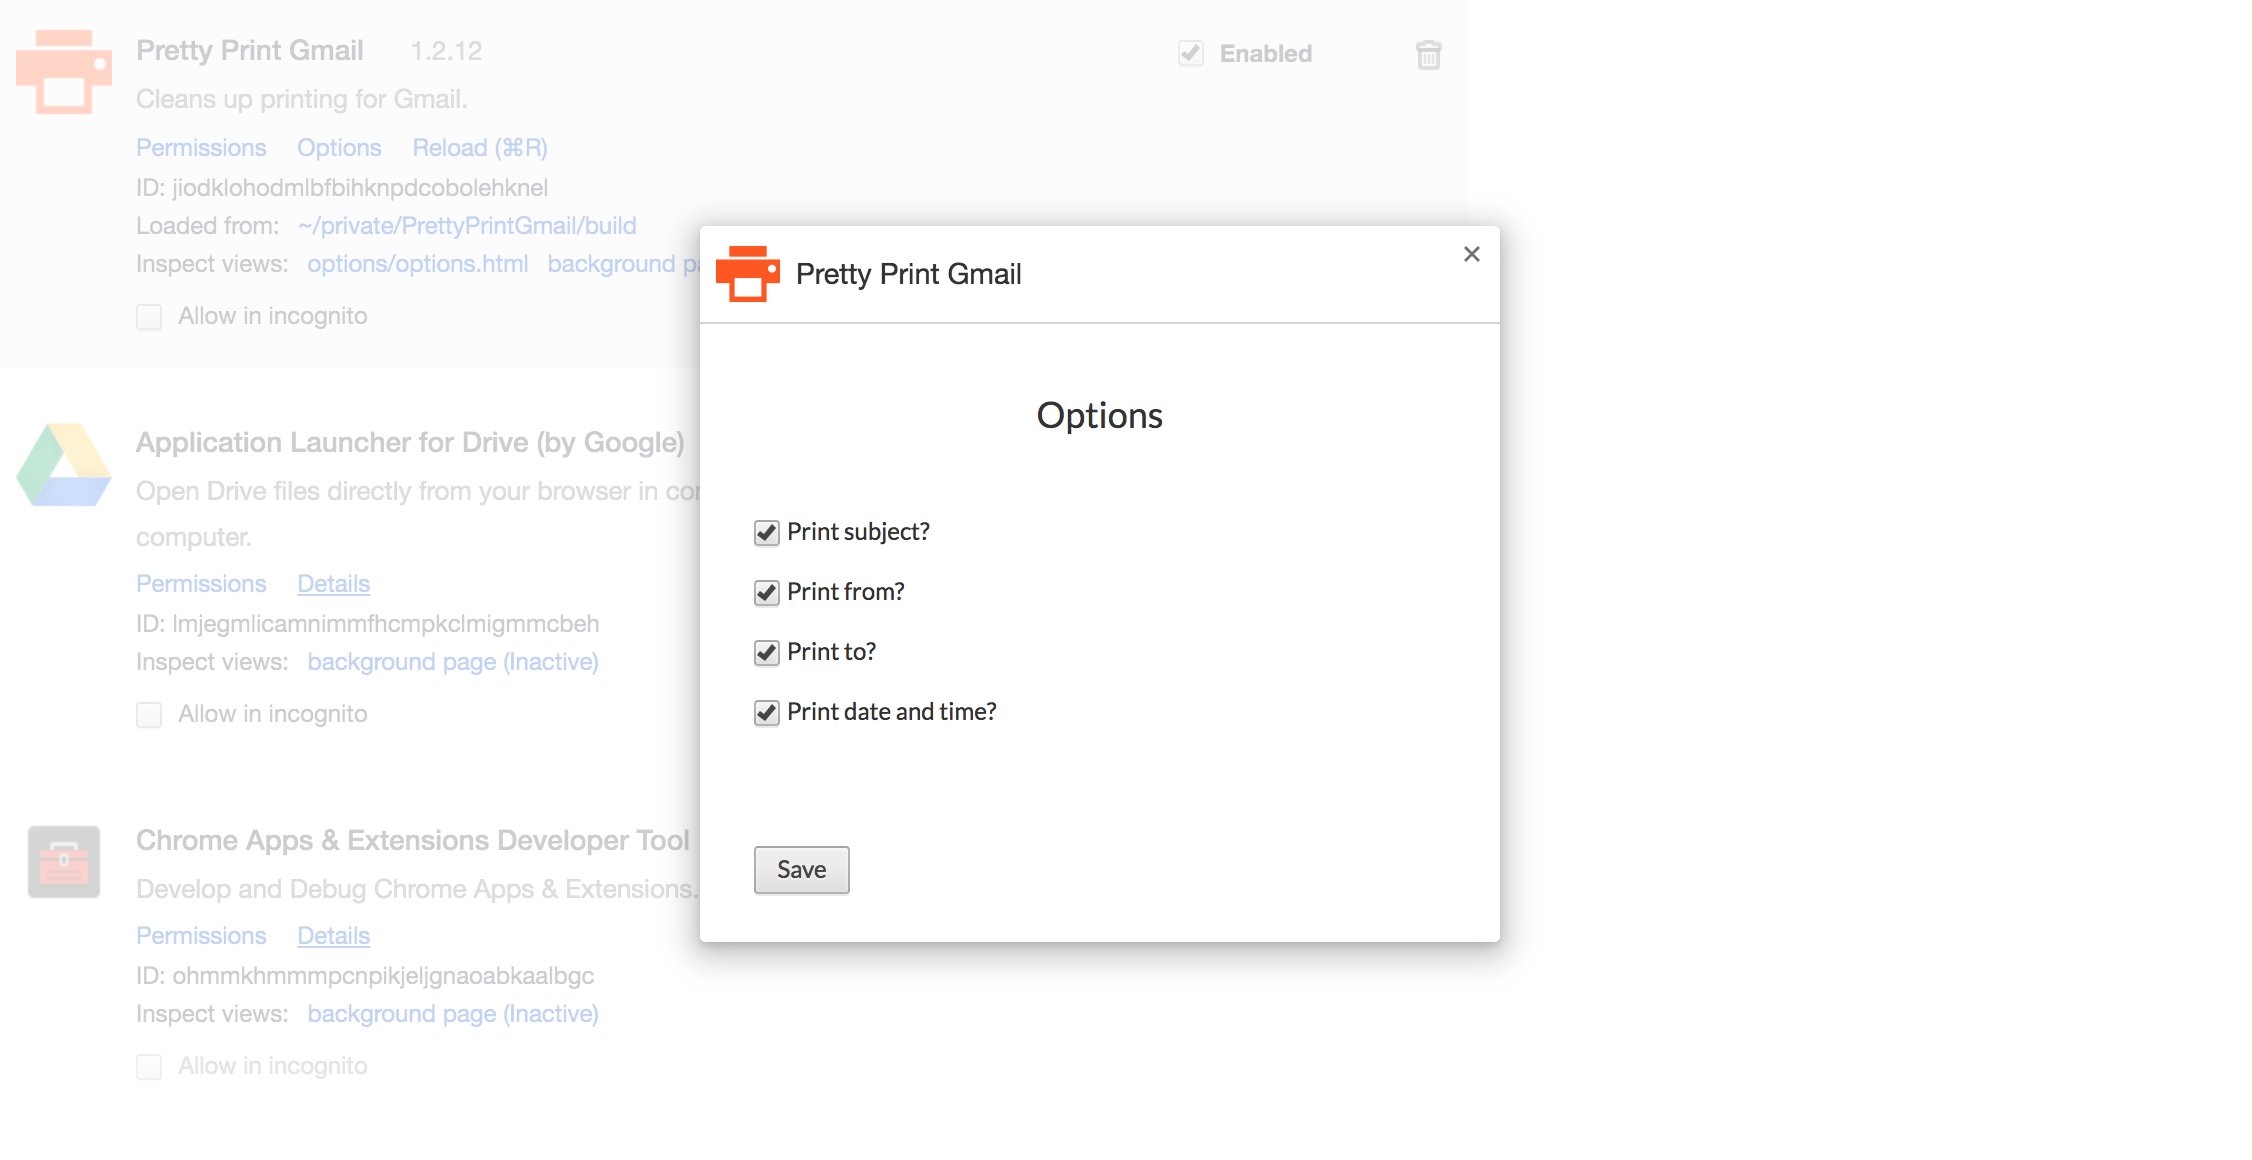 Pretty Print Gmail 1.2.12
Enabled
Cleans up printing for Gmail.
Permissions Options Reload (⌘R)
ID: jiodklohodmlbfbihknpdcobolehknel
Loaded from: ~/private/PrettyPrintGmail/build
Inspect views: options/options.html background
Allow in incognito
Application Launcher for Drive (by Google)
Open Drive files directly from your browser in
computer.
Permissions Details
ID: lmjegmlicamnimmfhcmpkclmigmmcbeh
Inspect views: background page (Inactive)
Allow in incognito
Chrome Apps & Extensions Developer Tool
Develop and Debug Chrome Apps & Extensions.
Permissions Details
ID: ohmmkhmmmpcnpikjeljgnaoabkaalbgc
Inspect views: background page (Inactive)
Allow in incognito
Pretty Print Gmail
Options
Print subject?
Print from?
Print to?
Print date and time?
Save